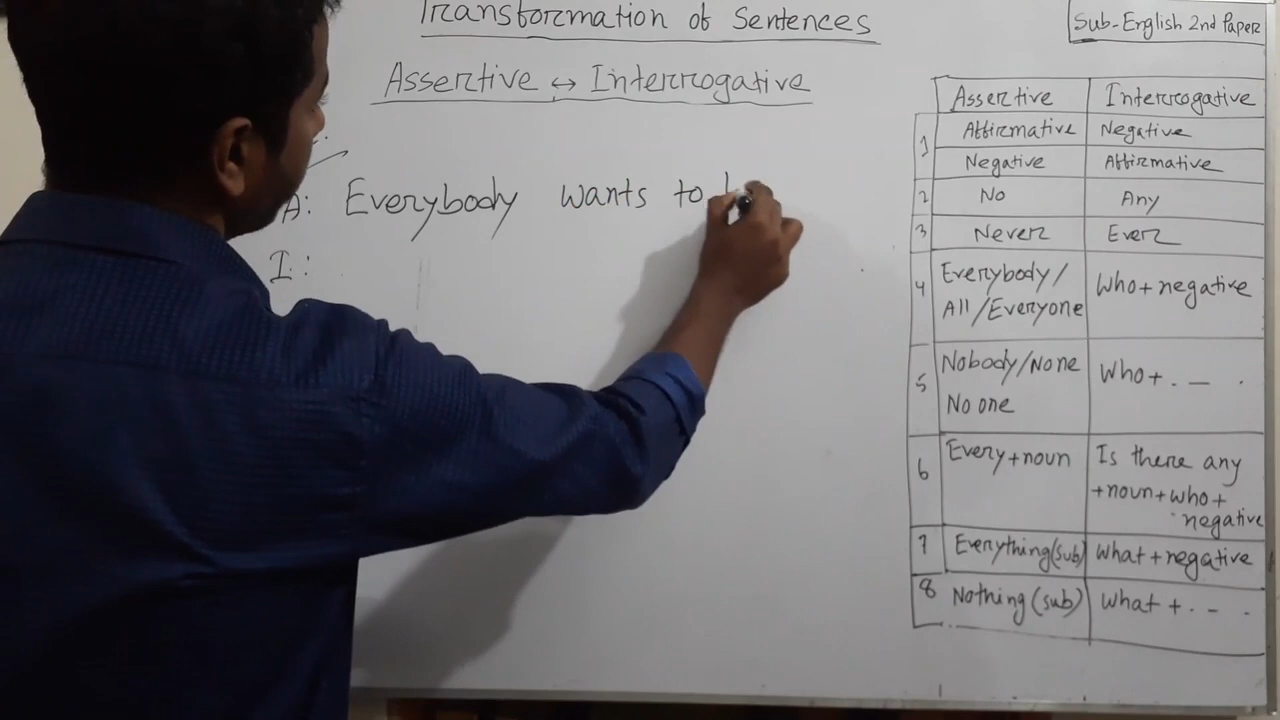 Transformation of Sentences
Sub-English 2nd Paper
Assertive ↔ Interrogative
A: Everybody wants to
I:
Assertive Interrogative
1 Affirmative Negative
Negative Affirmative
2 No Any
3 Never Ever
4 Everybody/ Who+negative
All/Everyone
5 Nobody/None Who+. — .
No one
6 Every+noun Is there any
+noun+who+
negative
7 Everything(sub) What+negative
8 Nothing(sub) What+. - .